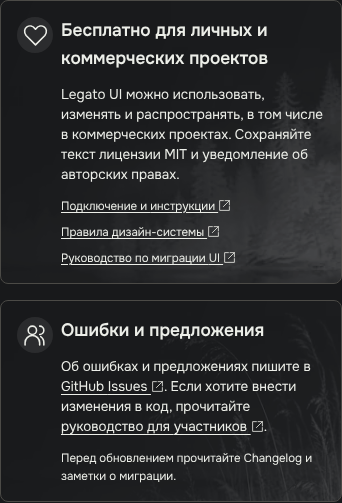 Бесплатно для личных и
коммерческих проектов
Legato UI можно использовать,
изменять и распространять, в том числе
в коммерческих проектах. Сохраняйте
текст лицензии MIT и уведомление об
авторских правах.
Подключение и инструкции
Правила дизайн-системы
Руководство по миграции UI
Ошибки и предложения
Об ошибках и предложениях пишите в
GitHub Issues. Если хотите внести
изменения в код, прочитайте
руководство для участников.
Перед обновлением прочитайте Changelog и
заметки о миграции.